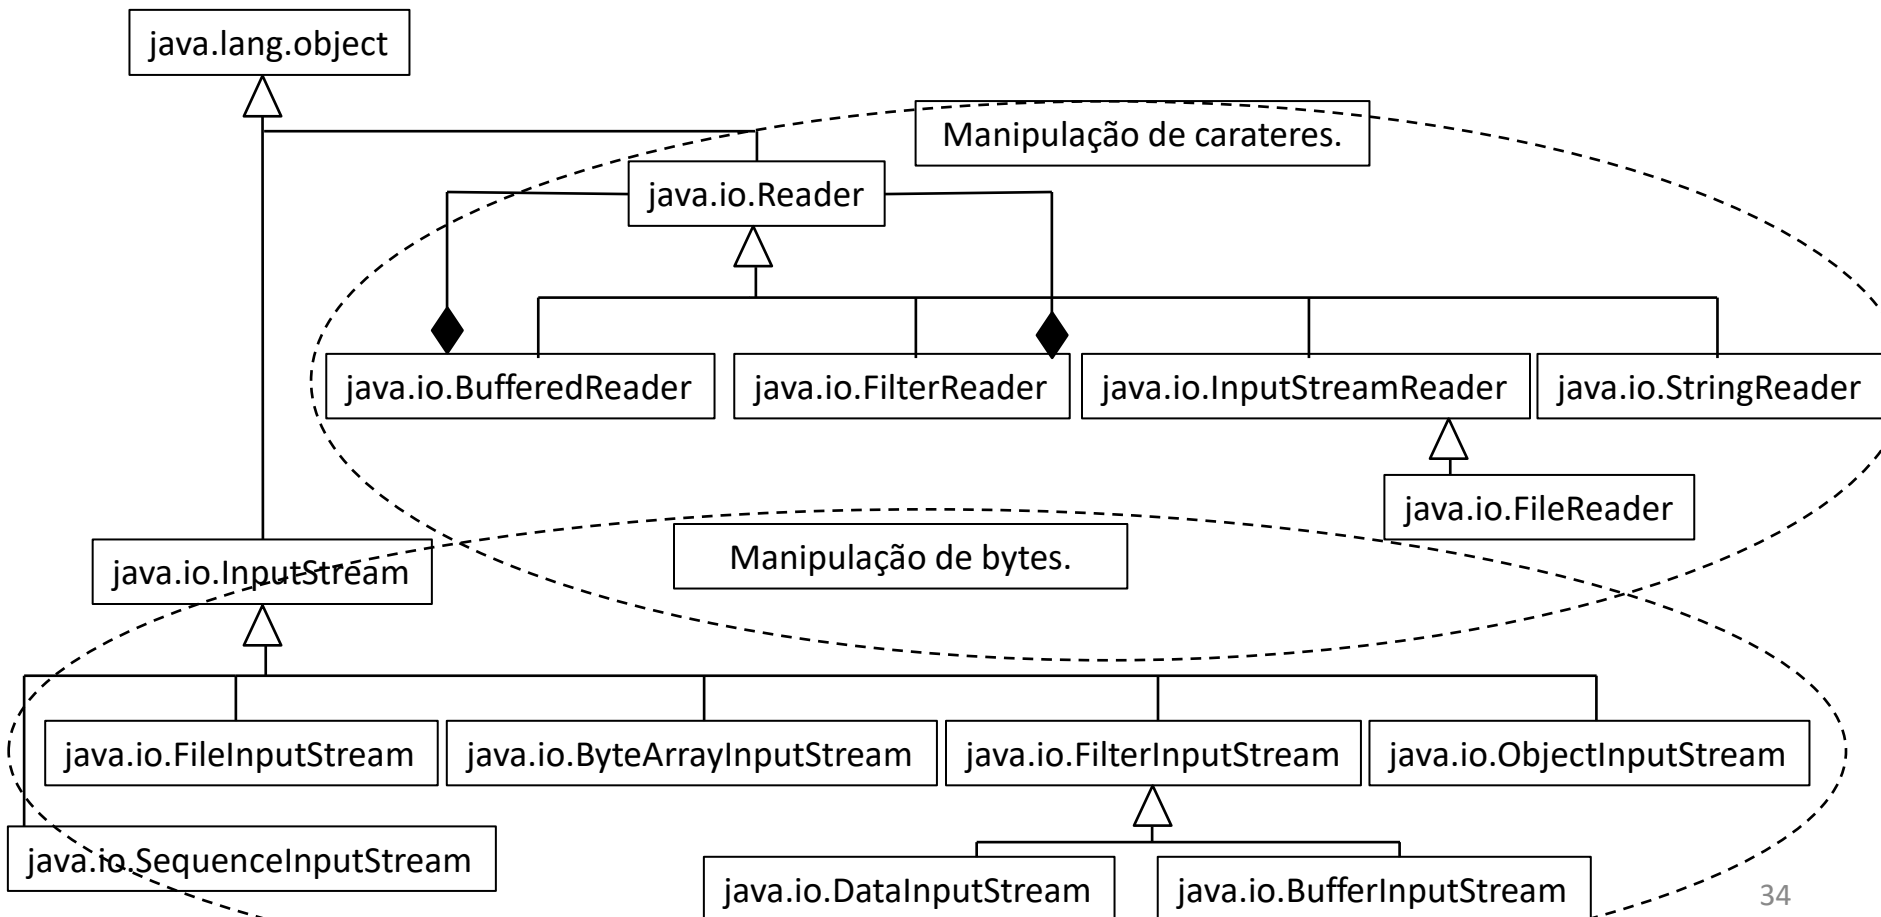 java.lang.object
Manipulação de carateres.
java.io.Reader
java.io.BufferedReader
java.io.FilterReader
java.io.InputStreamReader
java.io.StringReader
java.io.FileReader
Manipulação de bytes.
java.io.InputStream
java.io.FileInputStream
java.io.ByteArrayInputStream
java.io.FilterInputStream
java.io.ObjectInputStream
java.io.SequenceInputStream
java.io.DataInputStream
java.io.BufferInputStream
34